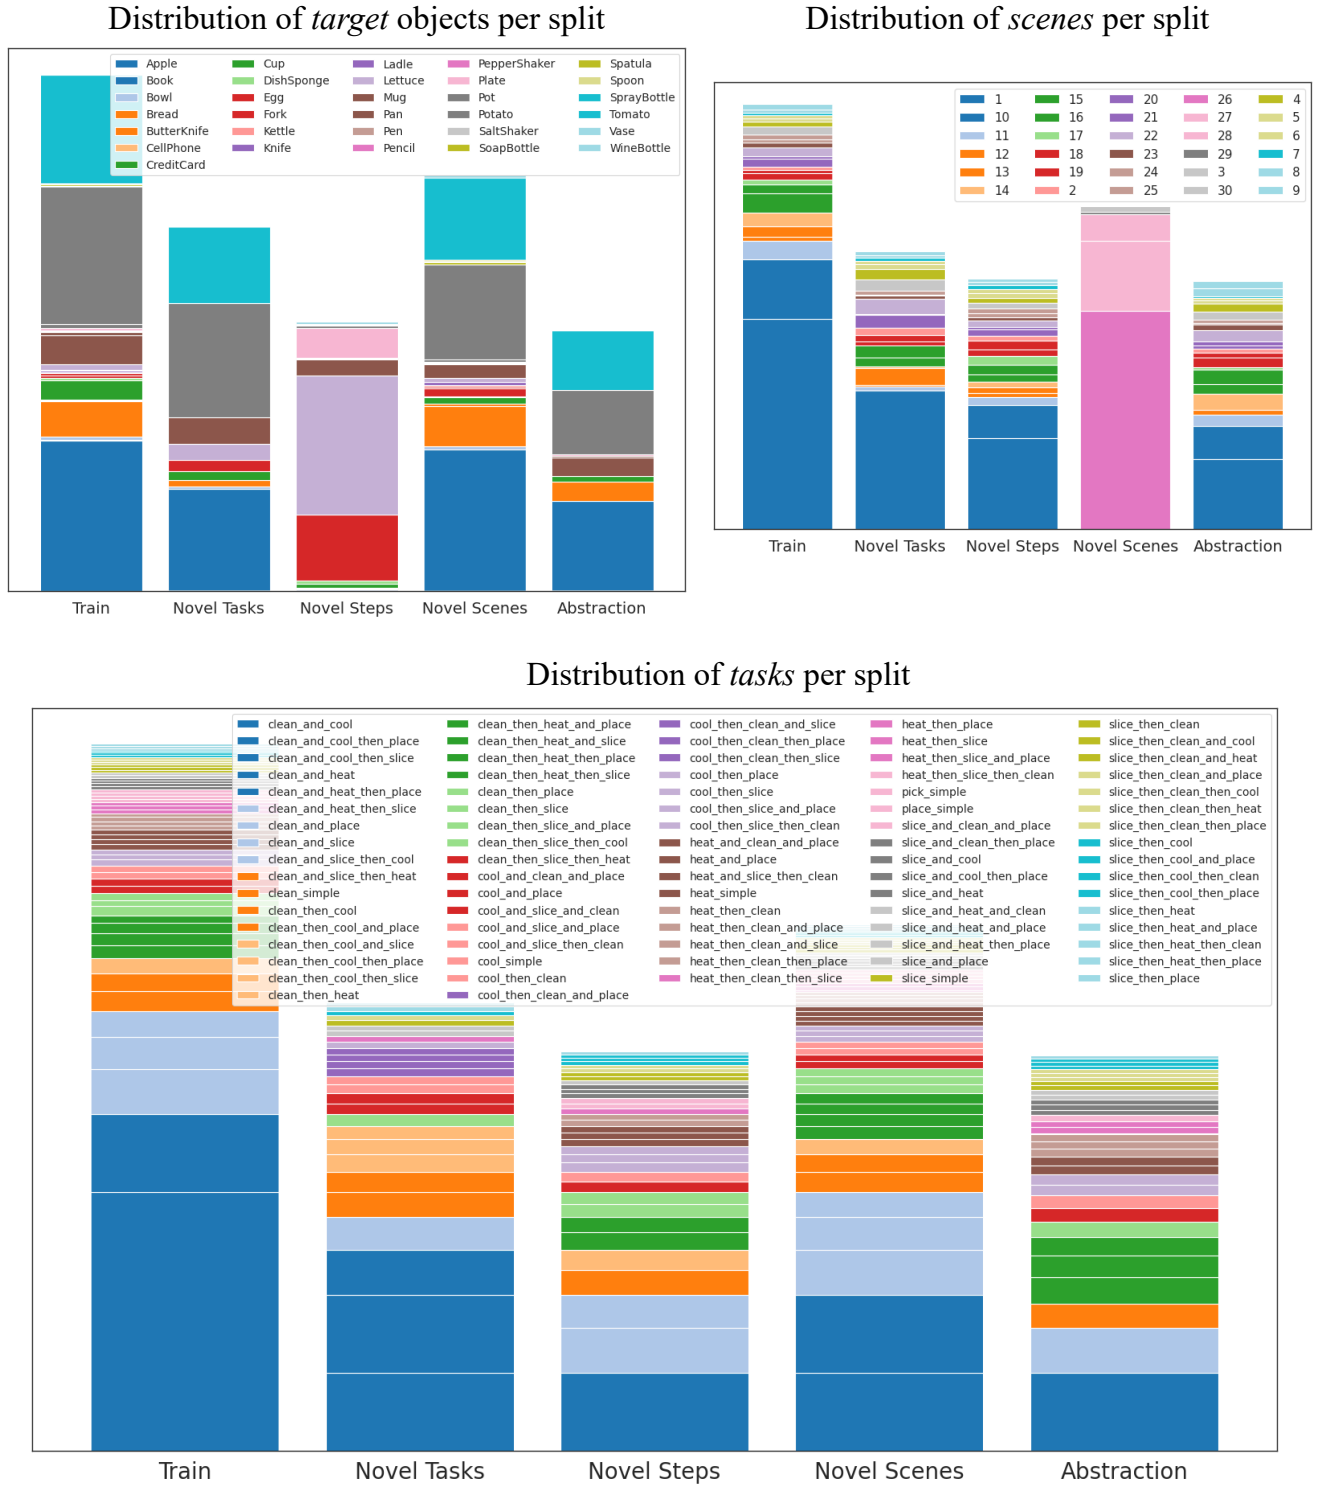 Distribution of target objects per split
Apple
Book
Bowl
Bread
ButterKnife
CellPhone
CreditCard
Cup
DishSponge
Egg
Fork
Kettle
Knife
Ladle
Lettuce
Mug
Pan
Pen
Pencil
PepperShaker
Plate
Pot
Potato
SaltShaker
SoapBottle
Spatula
Spoon
SprayBottle
Tomato
Vase
WineBottle
Train
Novel Tasks
Novel Steps
Novel Scenes
Abstraction
Distribution of scenes per split
1
10
11
12
13
14
15
16
17
18
19
2
20
21
22
23
24
25
26
27
28
29
3
30
4
5
6
7
8
9
Train
Novel Tasks
Novel Steps
Novel Scenes
Abstraction
Distribution of tasks per split
clean_and_cool
clean_and_cool_then_place
clean_and_cool_then_slice
clean_and_heat
clean_and_heat_then_place
clean_and_heat_then_slice
clean_and_place
clean_and_slice
clean_and_slice_then_cool
clean_and_slice_then_heat
clean_simple
clean_then_cool
clean_then_cool_and_place
clean_then_cool_and_slice
clean_then_cool_then_place
clean_then_cool_then_slice
clean_then_heat
clean_then_heat_and_place
clean_then_heat_and_slice
clean_then_heat_then_place
clean_then_heat_then_slice
clean_then_place
clean_then_slice
clean_then_slice_and_place
clean_then_slice_then_cool
clean_then_slice_then_heat
cool_and_clean_and_place
cool_and_place
cool_and_slice_and_clean
cool_and_slice_and_place
cool_and_slice_then_clean
cool_simple
cool_then_clean
cool_then_clean_and_place
cool_then_clean_and_slice
cool_then_clean_then_place
cool_then_clean_then_slice
cool_then_place
cool_then_slice
cool_then_slice_and_place
cool_then_slice_then_clean
heat_and_clean_and_place
heat_and_place
heat_and_slice_then_clean
heat_simple
heat_then_clean
heat_then_clean_and_place
heat_then_clean_and_slice
heat_then_clean_then_place
heat_then_clean_then_slice
heat_then_place
heat_then_slice
heat_then_slice_and_place
heat_then_slice_then_clean
pick_simple
place_simple
slice_and_clean_and_place
slice_and_clean_then_place
slice_and_cool
slice_and_cool_then_place
slice_and_heat
slice_and_heat_and_clean
slice_and_heat_and_place
slice_and_heat_then_place
slice_and_place
slice_simple
slice_then_clean
slice_then_clean_and_cool
slice_then_clean_and_heat
slice_then_clean_and_place
slice_then_clean_then_cool
slice_then_clean_then_heat
slice_then_clean_then_place
slice_then_cool
slice_then_cool_and_place
slice_then_cool_then_clean
slice_then_cool_then_place
slice_then_heat
slice_then_heat_and_place
slice_then_heat_then_clean
slice_then_heat_then_place
slice_then_place
Train
Novel Tasks
Novel Steps
Novel Scenes
Abstraction